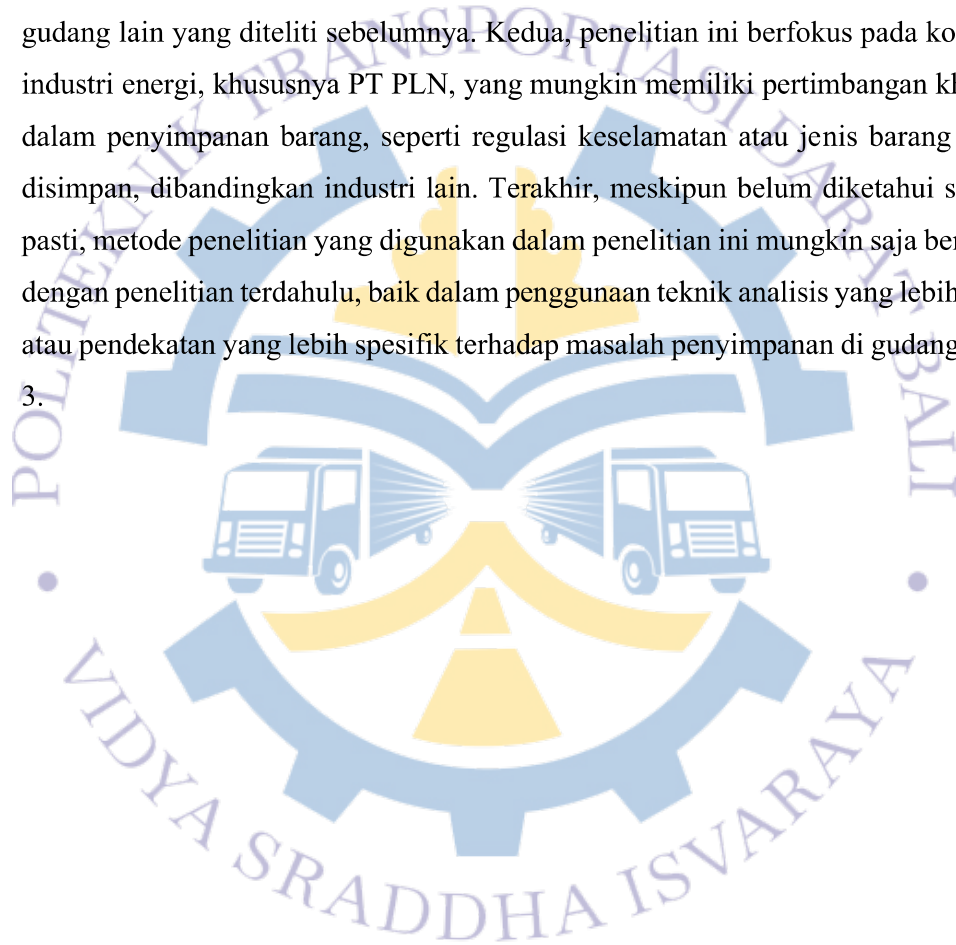 gudang lain yang diteliti sebelumnya. Kedua, penelitian ini berfokus pada ko
industri energi, khususnya PT PLN, yang mungkin memiliki pertimbangan
dalam penyimpanan barang, seperti regulasi keselamatan atau jenis barang
disimpan, dibandingkan industri lain. Terakhir, meskipun belum diketahui s
pasti, metode penelitian yang digunakan dalam penelitian ini mungkin saja ber
dengan penelitian terdahulu, baik dalam penggunaan teknik analisis yang lebih
atau pendekatan yang lebih spesifik terhadap masalah penyimpanan di gudang
3.
POLITEKNIK TRANSPORTASI DARAT BALI
VIDYA SRADDHA ISVARAYA